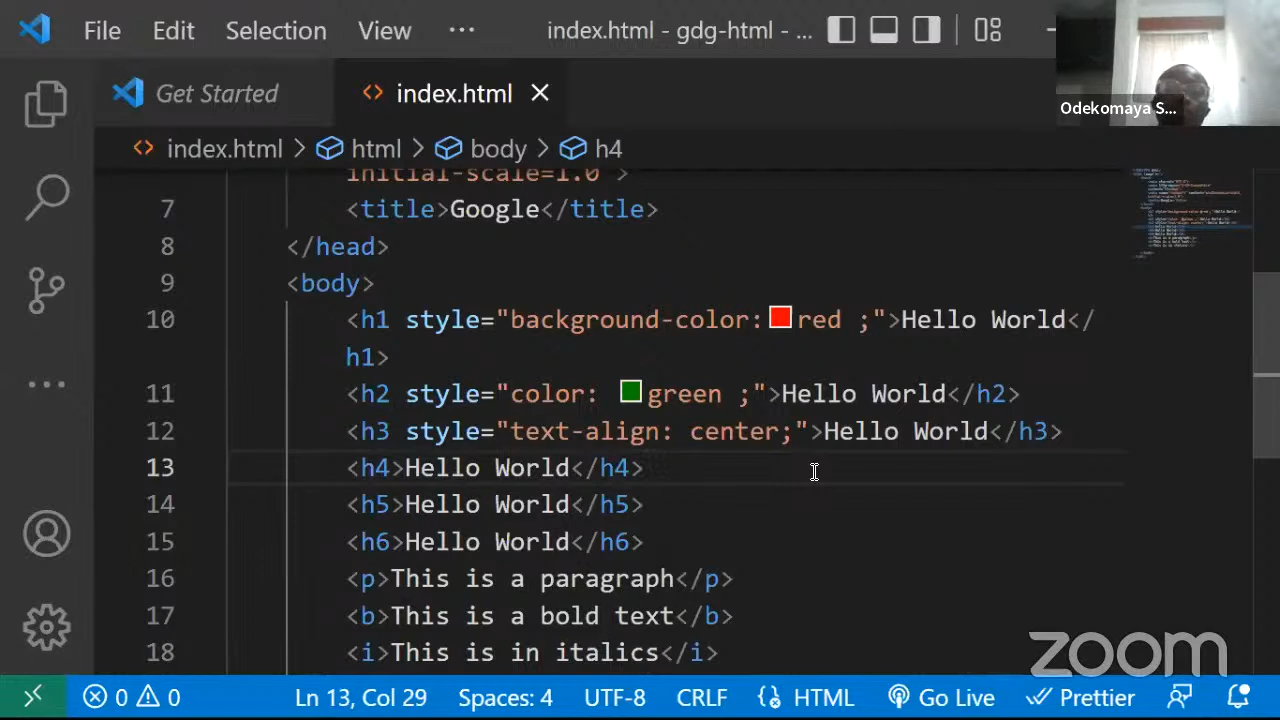 File Edit Selection View ··· index.html - gdg-html - ...
Odekomaya S...
Get Started index.html
index.html > html > body > h4
initial-scale=1.0">
7 <title>Google</title>
8 </head>
9 <body>
10 <h1 style="background-color: red ;">Hello World</
h1>
11 <h2 style="color: green ;">Hello World</h2>
12 <h3 style="text-align: center;">Hello World</h3>
13 <h4>Hello World</h4>
14 <h5>Hello World</h5>
15 <h6>Hello World</h6>
16 <p>This is a paragraph</p>
17 <b>This is a bold text</b>
18 <i>This is in italics</i>
zoom
0 0 Ln 13, Col 29 Spaces: 4 UTF-8 CRLF HTML Go Live Prettier